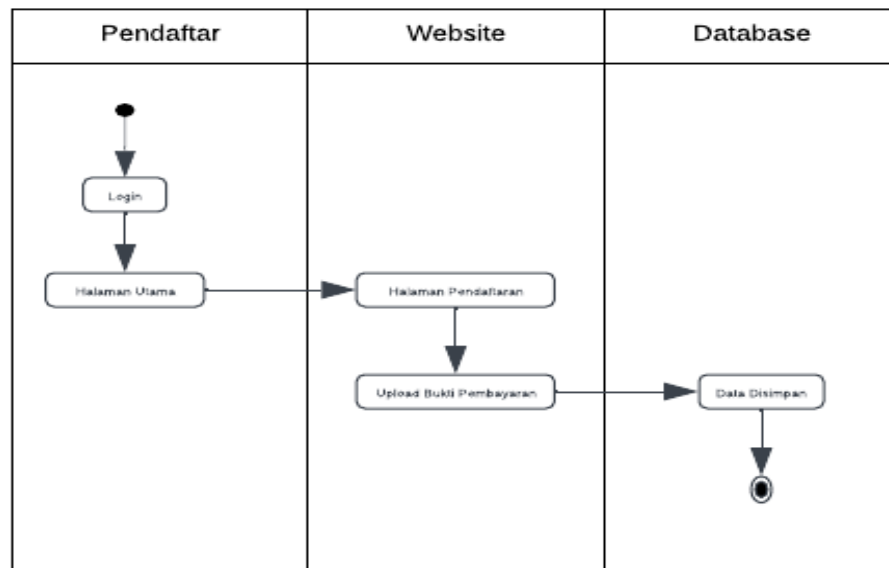 Pendaftar
Website
Database
Login
Halaman Utama
Halaman Pendaftaran
Upload Bukti Pembayaran
Data Disimpan